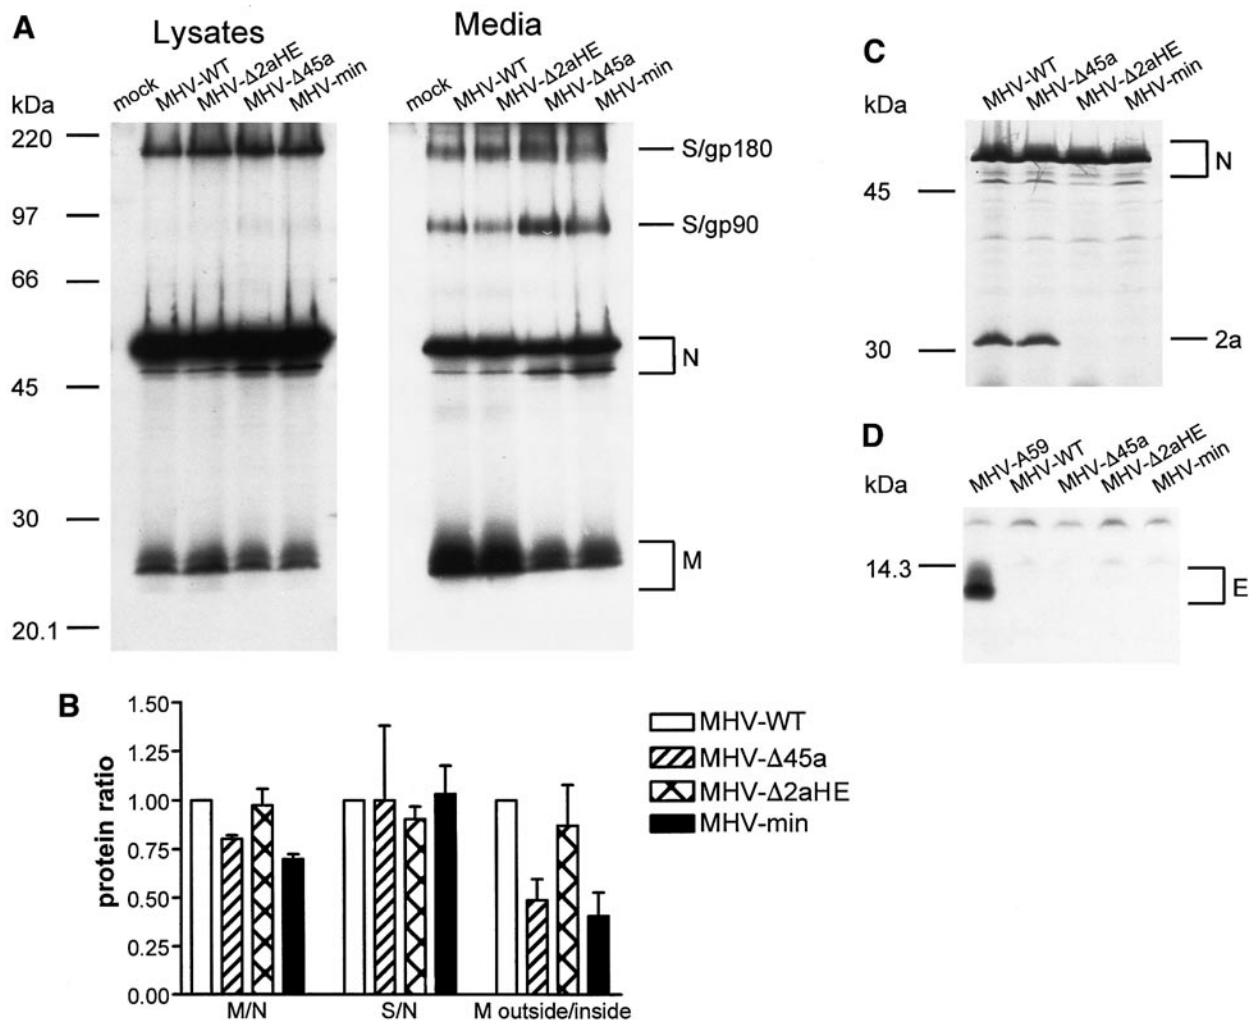 A
Lysates
Media
kDa
mock
MHV-WT
MHV-Δ2aHE
MHV-Δ45a
MHV-min
mock
MHV-WT
MHV-Δ2aHE
MHV-Δ45a
MHV-min
220
97
66
45
30
20.1
S/gp180
S/gp90
N
M
C
kDa
MHV-WT
MHV-Δ45a
MHV-Δ2aHE
MHV-min
45
30
N
2a
D
kDa
MHV-A59
MHV-WT
MHV-Δ45a
MHV-Δ2aHE
MHV-min
14.3
E
B
protein ratio
1.50
1.25
1.00
0.75
0.50
0.25
0.00
M/N
S/N
M outside/inside
MHV-WT
MHV-Δ45a
MHV-Δ2aHE
MHV-min